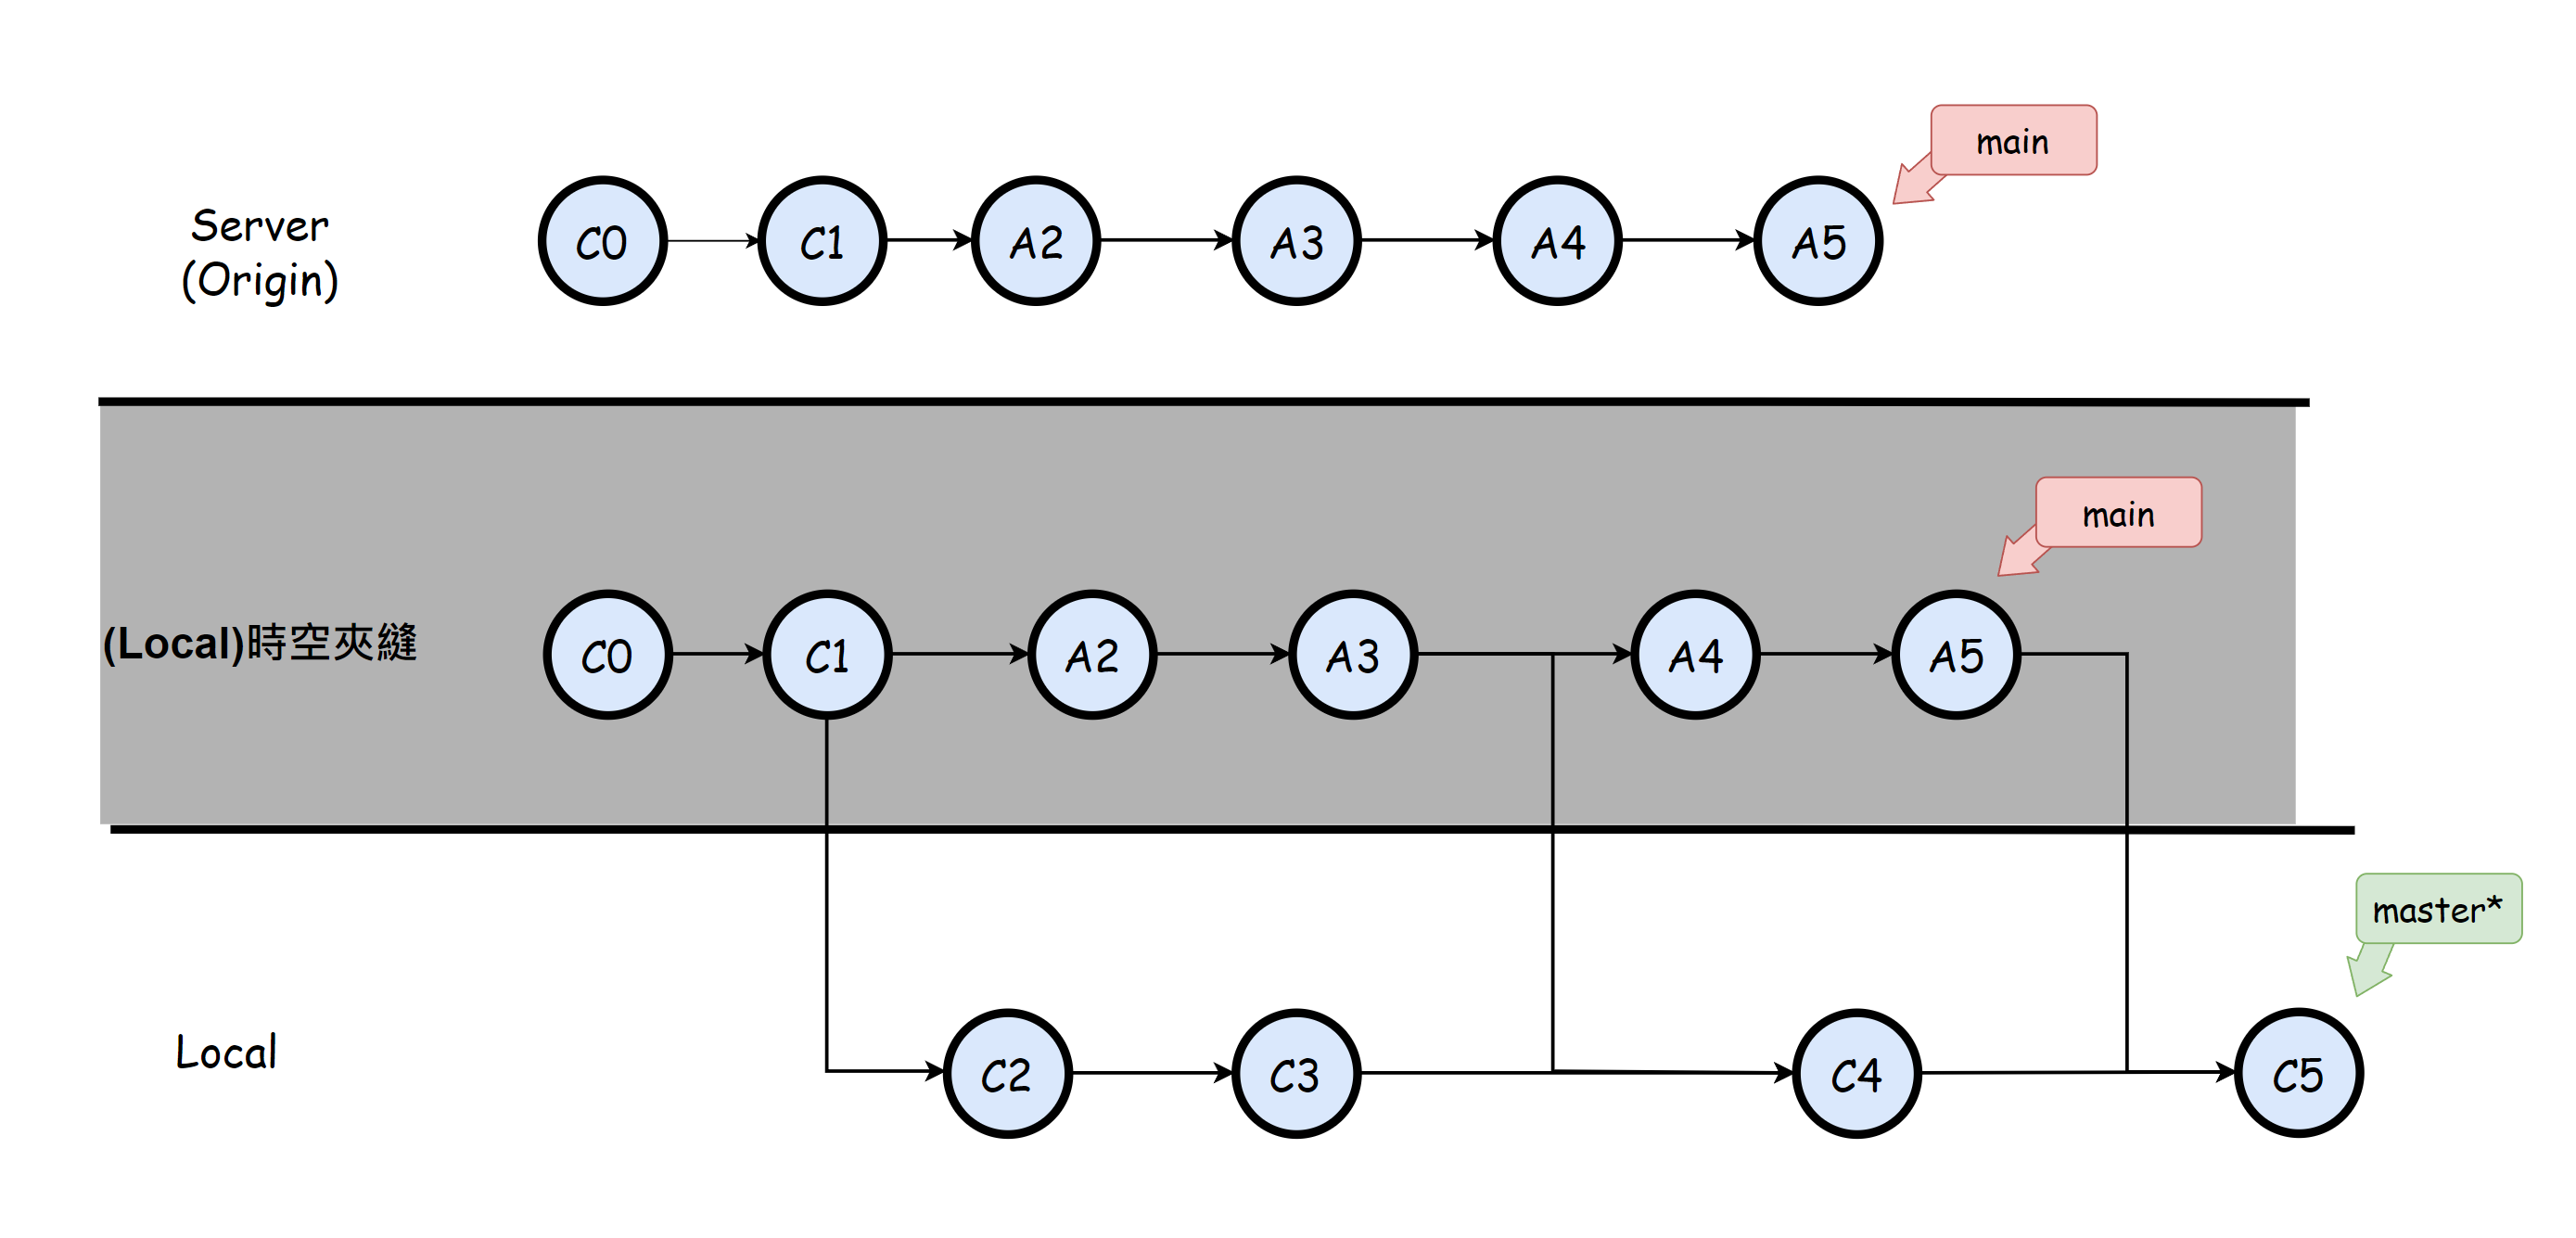 main
Server
(Origin)
C0
C1
A2
A3
A4
A5
main
(Local)時空夾縫
C0
C1
A2
A3
A4
A5
master*
Local
C2
C3
C4
C5